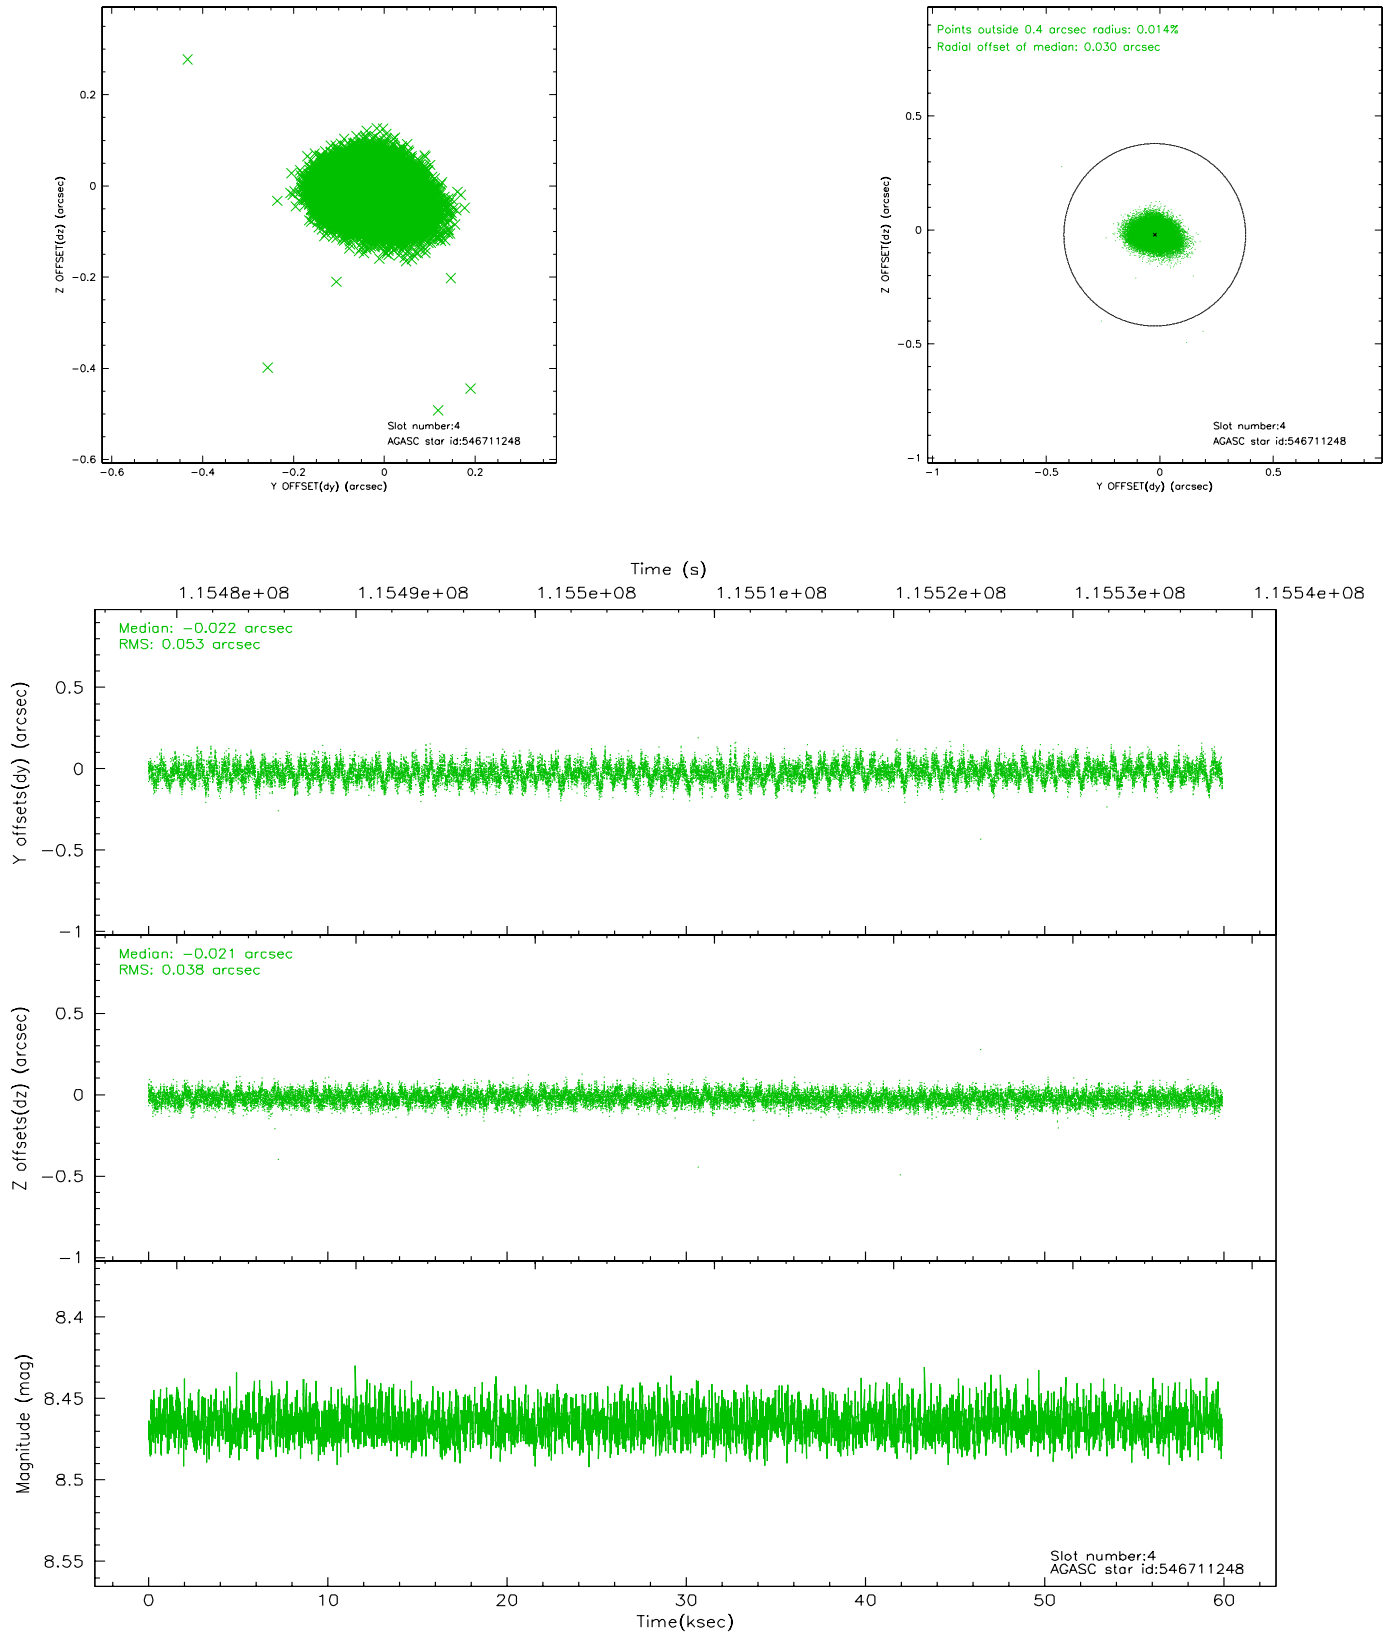 0.2
0
-0.2
-0.4
-0.6
Z OFFSET(dz) (arcsec)
Slot number:4
AGASC star id:546711248
-0.6 -0.4 -0.2 0 0.2
Y OFFSET(dy) (arcsec)
Points outside 0.4 arcsec radius: 0.014%
Radial offset of median: 0.030 arcsec
0.5
0
-0.5
-1
Z OFFSET(dz) (arcsec)
Slot number:4
AGASC star id:546711248
-1 -0.5 0 0.5
Y OFFSET(dy) (arcsec)
Time (s)
1.1548e+08 1.1549e+08 1.155e+08 1.1551e+08 1.1552e+08 1.1553e+08 1.1554e+08
Median: -0.022 arcsec
RMS: 0.053 arcsec
0.5
0
-0.5
-1
Y offsets(dy) (arcsec)
Median: -0.021 arcsec
RMS: 0.038 arcsec
0.5
0
-0.5
-1
Z offsets(dz) (arcsec)
8.4
8.45
8.5
8.55
Magnitude (mag)
Slot number:4
AGASC star id:546711248
0 10 20 30 40 50 60
Time(ksec)